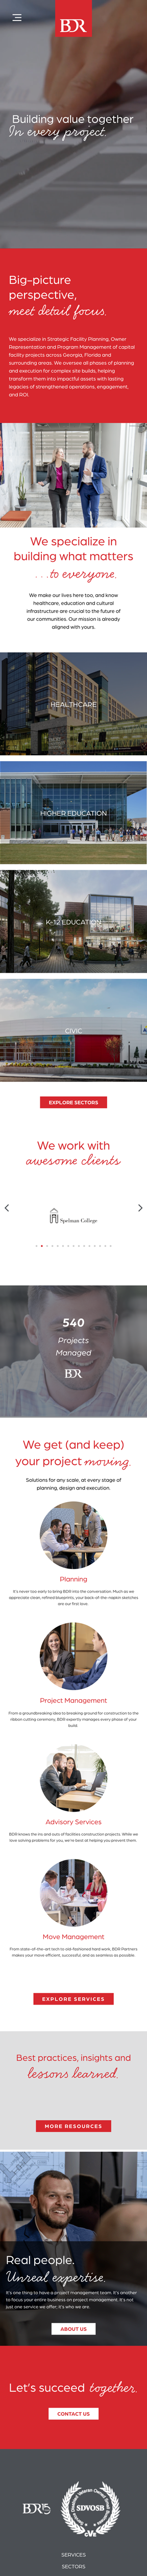 BDR
Building value together
In every project.
Big-picture
perspective,
meet detail focus.
We specialize in Strategic Facility Planning, Owner
Representation and Program Management of capital
facility projects across Georgia, Florida and
surrounding areas. We oversee all phases of planning
and execution for complex site builds, helping
transform them into impactful assets with lasting
legacies of strengthened operations, engagement,
and ROI.
We specialize in
building what matters
...to everyone.
We make our lives here too, and know
healthcare, education and cultural
infrastructure are crucial to the future of
our communities. Our mission is already
aligned with yours.
HEALTHCARE
HIGHER EDUCATION
K-12 EDUCATION
CIVIC
EXPLORE SECTORS
We work with
awesome clients
Spelman College
540
Projects
Managed
BDR
We get (and keep)
your project moving.
Solutions for any scale, at every stage of
planning, design and execution.
Planning
It's never too early to bring BDR into the conversation. Much as we
appreciate clean, refined blueprints, your back-of-the-napkin sketches
are our first love.
Project Management
From a groundbreaking idea to breaking ground for construction to the
ribbon-cutting ceremony, BDR expertly manages every phase of your
build.
Advisory Services
BDR knows the ins and outs of facilities construction projects. While we
love solving problems for you, we're best at helping you prevent them.
Move Management
From state-of-the-art tech to old-fashioned hard work, BDR Partners
makes your move efficient, successful and as seamless as possible.
EXPLORE SERVICES
Best practices, insights and
lessons learned.
MORE RESOURCES
Real people.
Unreal expertise.
It's one thing to have a project management team. It's another
to focus your entire business on project management. It's not
just one service we offer; it's who we are.
ABOUT US
Let's succeed together.
CONTACT US
BDR15
SDVOSB
SERVICES
SECTORS